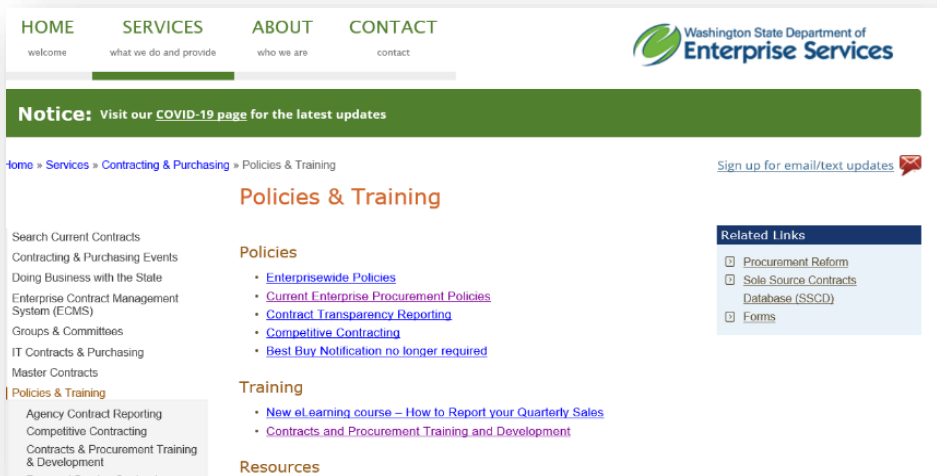 HOME SERVICES ABOUT CONTACT
welcome what we do and provide who we are contact
Washington State Department of
Enterprise Services
Notice: Visit our COVID-19 page for the latest updates
Home » Services » Contracting & Purchasing » Policies & Training
Sign up for email/text updates
Policies & Training
Search Current Contracts
Contracting & Purchasing Events
Doing Business with the State
Enterprise Contract Management
System (ECMS)
Groups & Committees
IT Contracts & Purchasing
Master Contracts
Policies & Training
Agency Contract Reporting
Competitive Contracting
Contracts & Procurement Training
& Development
Policies
• Enterprisewide Policies
• Current Enterprise Procurement Policies
• Contract Transparency Reporting
• Competitive Contracting
• Best Buy Notification no longer required
Training
• New eLearning course – How to Report your Quarterly Sales
• Contracts and Procurement Training and Development
Resources
Related Links
Procurement Reform
Sole Source Contracts
Database (SSCD)
Forms